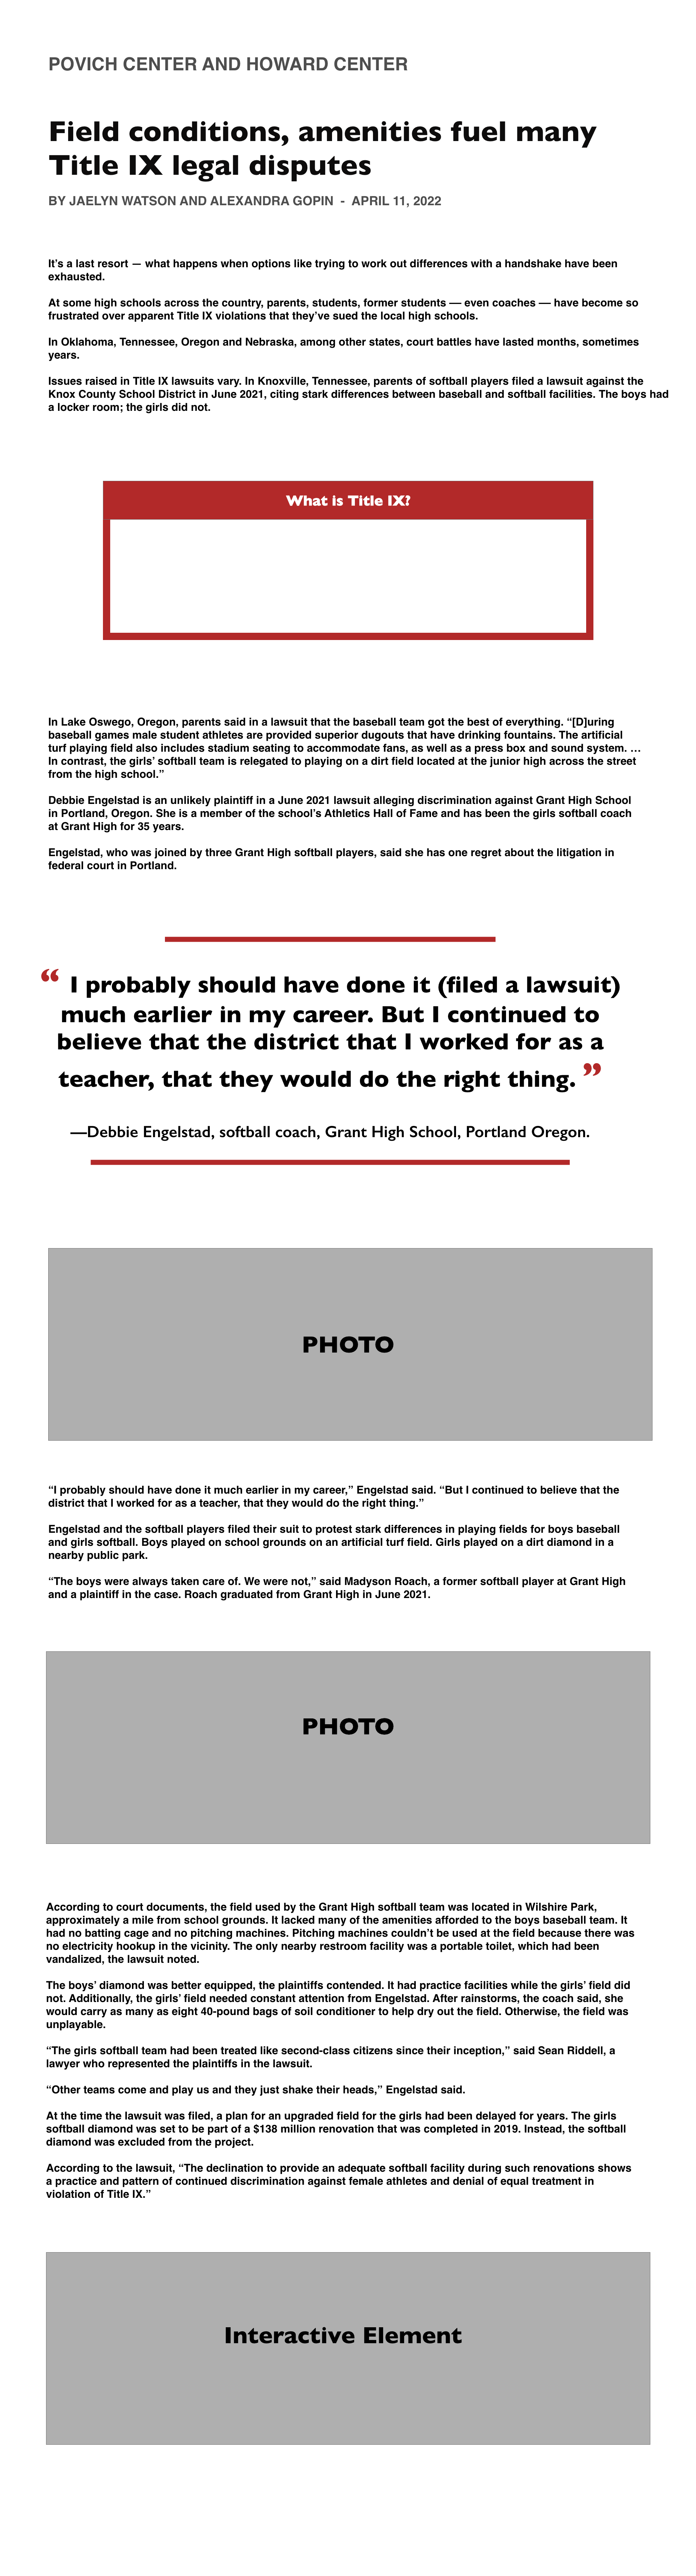 POVICH CENTER AND HOWARD CENTER
Field conditions, amenities fuel many
Title IX legal disputes
BY JAELYN WATSON AND ALEXANDRA GOPIN - APRIL 11, 2022
It’s a last resort — what happens when options like trying to work out differences with a handshake have been
exhausted.
At some high schools across the country, parents, students, former students — even coaches — have become so
frustrated over apparent Title IX violations that they’ve sued the local high schools.
In Oklahoma, Tennessee, Oregon and Nebraska, among other states, court battles have lasted months, sometimes
years.
Issues raised in Title IX lawsuits vary. In Knoxville, Tennessee, parents of softball players filed a lawsuit against the
Knox County School District in June 2021, citing stark differences between baseball and softball facilities. The boys had
a locker room; the girls did not.
What is Title IX?
In Lake Oswego, Oregon, parents said in a lawsuit that the baseball team got the best of everything. “[D]uring
baseball games male student athletes are provided superior dugouts that have drinking fountains. The artificial
turf playing field also includes stadium seating to accommodate fans, as well as a press box and sound system. …
In contrast, the girls’ softball team is relegated to playing on a dirt field located at the junior high across the street
from the high school.”
Debbie Engelstad is an unlikely plaintiff in a June 2021 lawsuit alleging discrimination against Grant High School
in Portland, Oregon. She is a member of the school’s Athletics Hall of Fame and has been the girls softball coach
at Grant High for 35 years.
Engelstad, who was joined by three Grant High softball players, said she has one regret about the litigation in
federal court in Portland.
“ I probably should have done it (filed a lawsuit)
much earlier in my career. But I continued to
believe that the district that I worked for as a
teacher, that they would do the right thing. ”
—Debbie Engelstad, softball coach, Grant High School, Portland Oregon.
PHOTO
“I probably should have done it much earlier in my career,” Engelstad said. “But I continued to believe that the
district that I worked for as a teacher, that they would do the right thing.”
Engelstad and the softball players filed their suit to protest stark differences in playing fields for boys baseball
and girls softball. Boys played on school grounds on an artificial turf field. Girls played on a dirt diamond in a
nearby public park.
“The boys were always taken care of. We were not,” said Madyson Roach, a former softball player at Grant High
and a plaintiff in the case. Roach graduated from Grant High in June 2021.
PHOTO
According to court documents, the field used by the Grant High softball team was located in Wilshire Park,
approximately a mile from school grounds. It lacked many of the amenities afforded to the boys baseball team. It
had no batting cage and no pitching machines. Pitching machines couldn’t be used at the field because there was
no electricity hookup in the vicinity. The only nearby restroom facility was a portable toilet, which had been
vandalized, the lawsuit noted.
The boys’ diamond was better equipped, the plaintiffs contended. It had practice facilities while the girls’ field did
not. Additionally, the girls’ field needed constant attention from Engelstad. After rainstorms, the coach said, she
would carry as many as eight 40-pound bags of soil conditioner to help dry out the field. Otherwise, the field was
unplayable.
“The girls softball team had been treated like second-class citizens since their inception,” said Sean Riddell, a
lawyer who represented the plaintiffs in the lawsuit.
“Other teams come and play us and they just shake their heads,” Engelstad said.
At the time the lawsuit was filed, a plan for an upgraded field for the girls had been delayed for years. The girls
softball diamond was set to be part of a $138 million renovation that was completed in 2019. Instead, the softball
diamond was excluded from the project.
According to the lawsuit, “The declination to provide an adequate softball facility during such renovations shows
a practice and pattern of continued discrimination against female athletes and denial of equal treatment in
violation of Title IX.”
Interactive Element